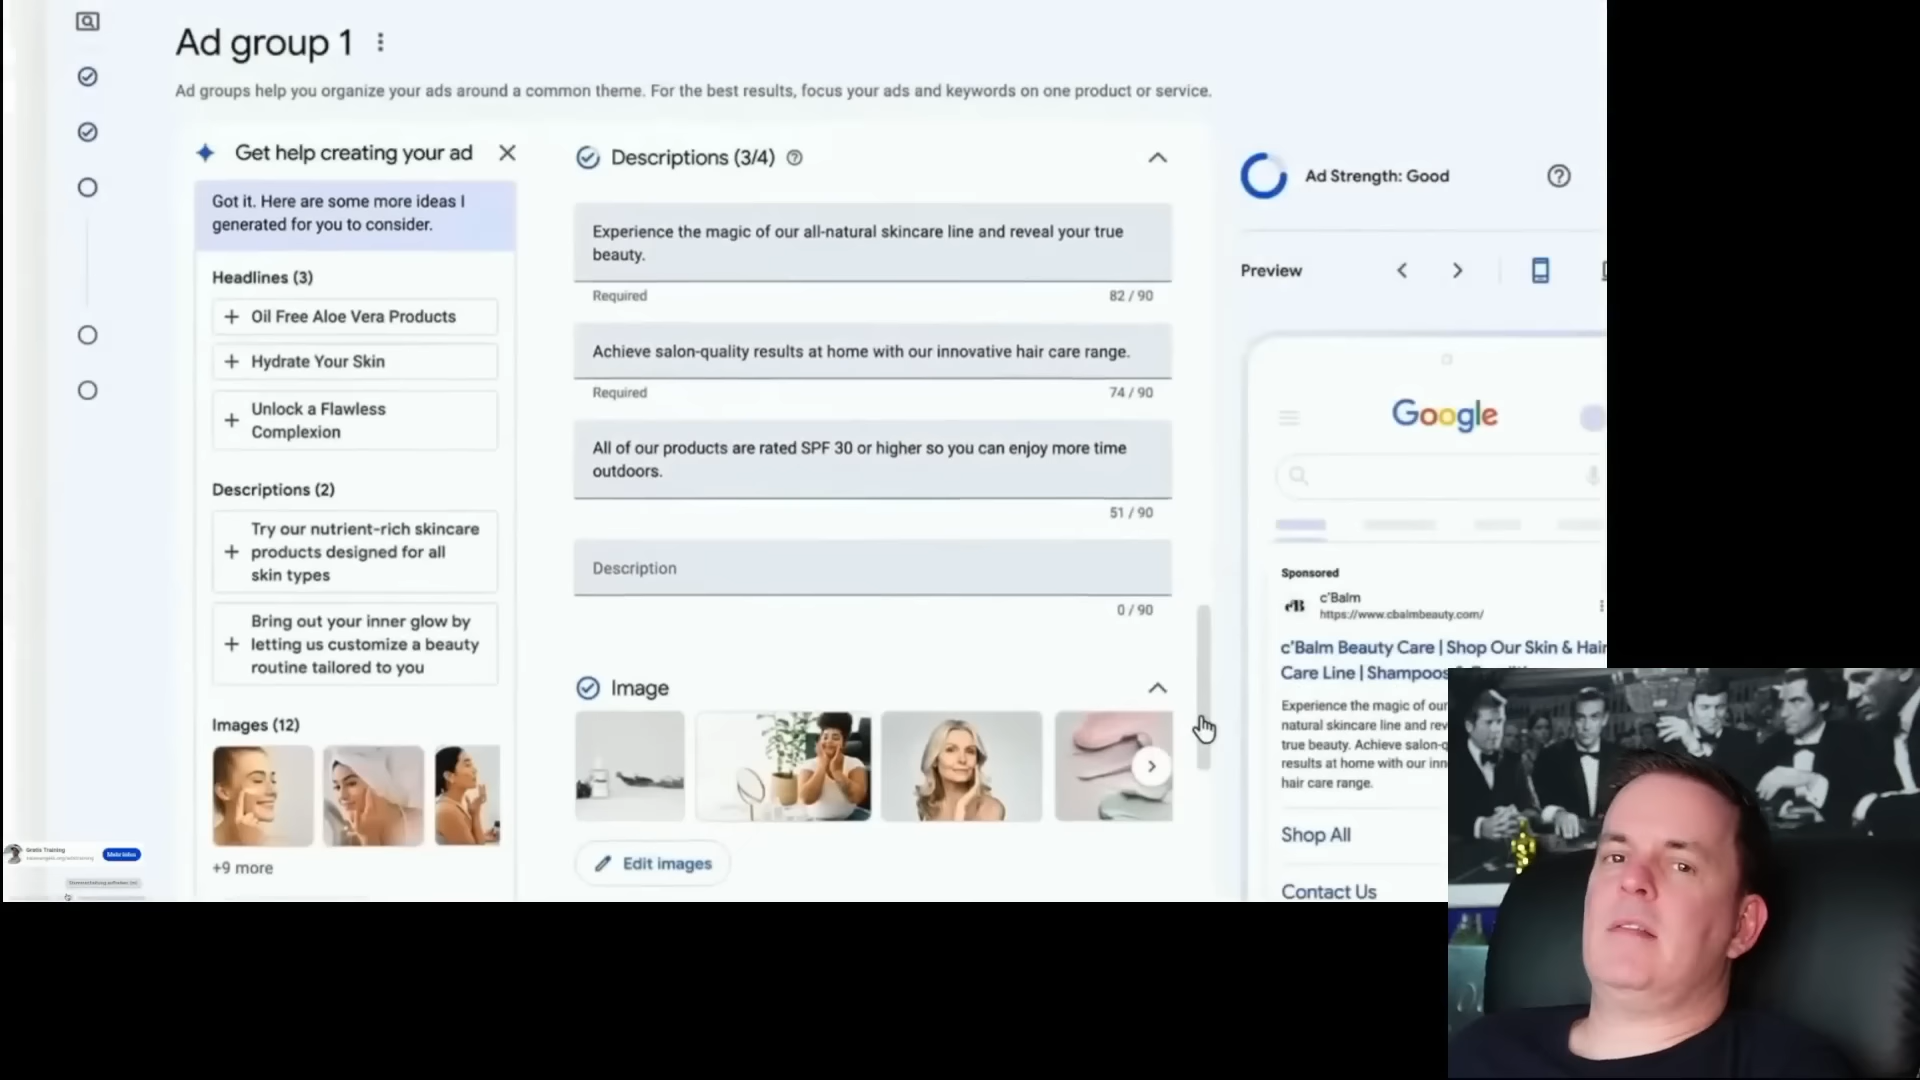 Ad group 1
Ad groups help you organize your ads around a common theme. For the best results, focus your ads and keywords on one product or service.
Get help creating your ad
Got it. Here are some more ideas I
generated for you to consider.
Headlines (3)
+ Oil Free Aloe Vera Products
+ Hydrate Your Skin
+ Unlock a Flawless
Complexion
Descriptions (2)
+ Try our nutrient-rich skincare
products designed for all
skin types
+ Bring out your inner glow by
letting us customize a beauty
routine tailored to you
Images (12)
+9 more
Descriptions (3/4)
Experience the magic of our all-natural skincare line and reveal your true
beauty.
Required 82 / 90
Achieve salon-quality results at home with our innovative hair care range.
Required 74 / 90
All of our products are rated SPF 30 or higher so you can enjoy more time
outdoors.
51 / 90
Description
0 / 90
Image
Edit images
Ad Strength: Good
Preview
Google
Sponsored
c'Balm
https://www.cbalmbeauty.com/
c'Balm Beauty Care | Shop Our Skin & Hair
Care Line | Shampoos
Experience the magic of our
natural skincare line and
true beauty. Achieve salon-
results at home with our
hair care range.
Shop All
Contact Us
Gratis Training
Mehr Infos